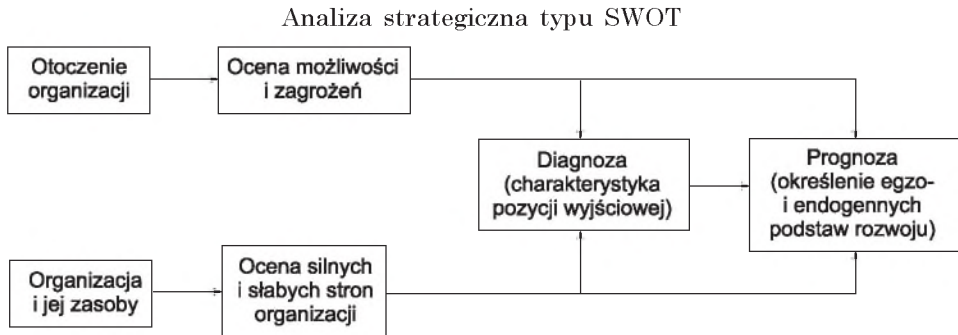 Analiza strategiczna typu SWOT
Otoczenie
organizacji
Ocena możliwości
i zagrożeń
Diagnoza
(charakterystyka
pozycji wyjściowej)
Prognoza
(określenie egzo-
i endogennych
podstaw rozwoju)
Organizacja
i jej zasoby
Ocena silnych
i słabych stron
organizacji